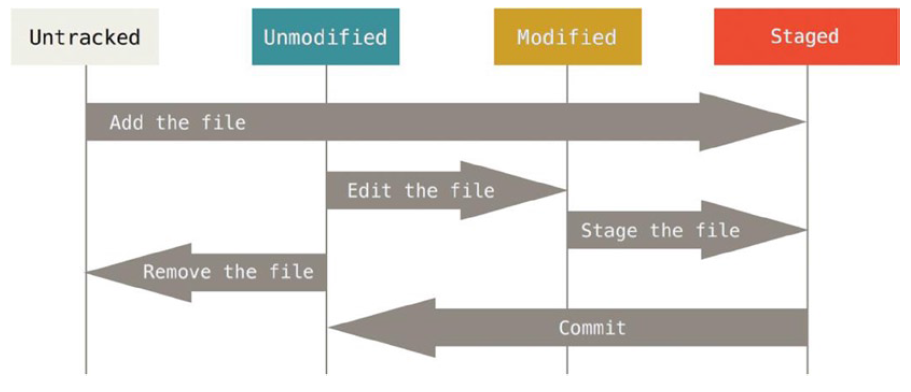 Untracked
Unmodified
Modified
Staged
Add the file
Edit the file
Stage the file
Remove the file
Commit